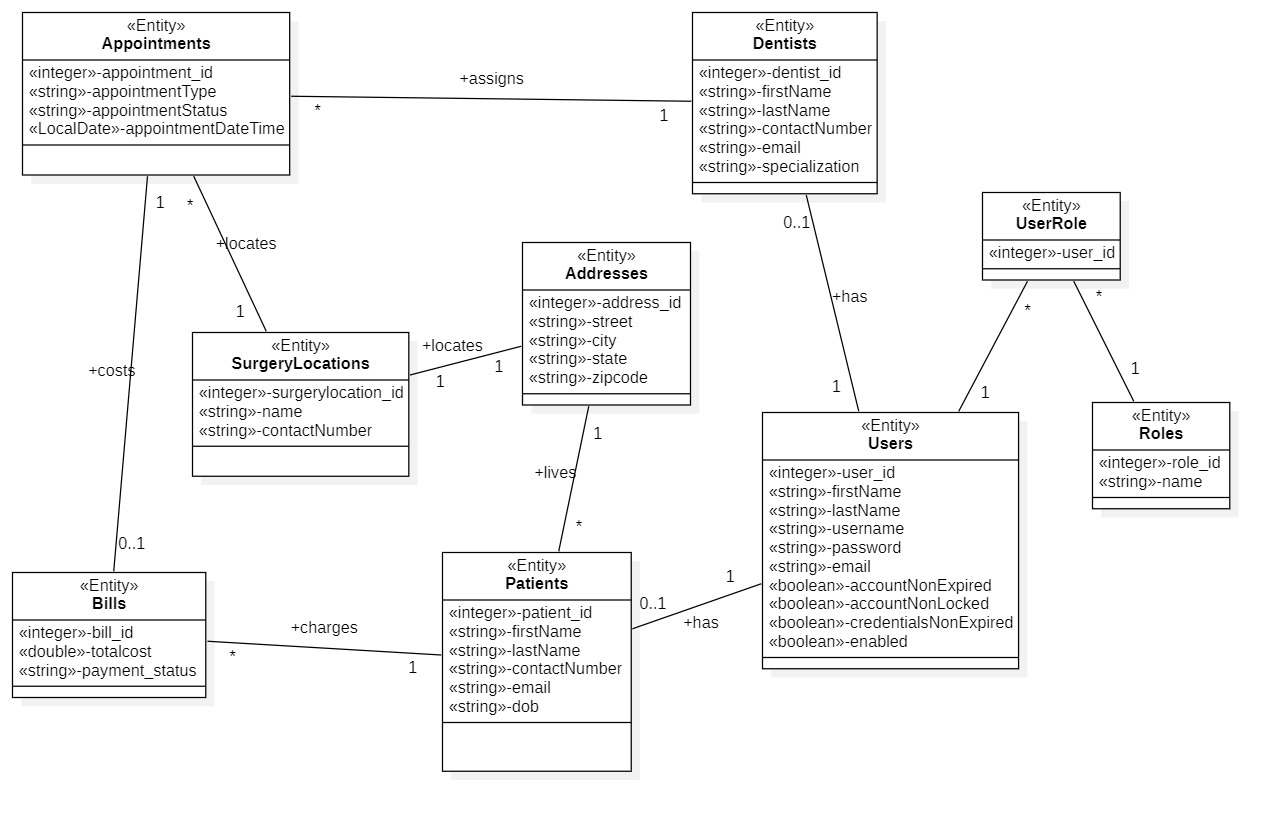 «Entity»
Appointments
«integer»-appointment_id
«string»-appointmentType
«string»-appointmentStatus
«LocalDate»-appointmentDateTime
+assigns
*
1
«Entity»
Dentists
«integer»-dentist_id
«string»-firstName
«string»-lastName
«string»-contactNumber
«string»-email
«string»-specialization
1
*
+locates
1
0..1
+has
1
«Entity»
UserRole
«integer»-user_id
*
*
1
1
«Entity»
Addresses
«integer»-address_id
«string»-street
«string»-city
«string»-state
«string»-zipcode
«Entity»
SurgeryLocations
«integer»-surgerylocation_id
«string»-name
«string»-contactNumber
+locates
1
1
+costs
0..1
1
+lives
*
«Entity»
Roles
«integer»-role_id
«string»-name
«Entity»
Users
«integer»-user_id
«string»-firstName
«string»-lastName
«string»-username
«string»-password
«string»-email
«boolean»-accountNonExpired
«boolean»-accountNonLocked
«boolean»-credentialsNonExpired
«boolean»-enabled
«Entity»
Bills
«integer»-bill_id
«double»-totalcost
«string»-payment_status
+charges
*
1
«Entity»
Patients
«integer»-patient_id
«string»-firstName
«string»-lastName
«string»-contactNumber
«string»-email
«string»-dob
0..1
1
+has